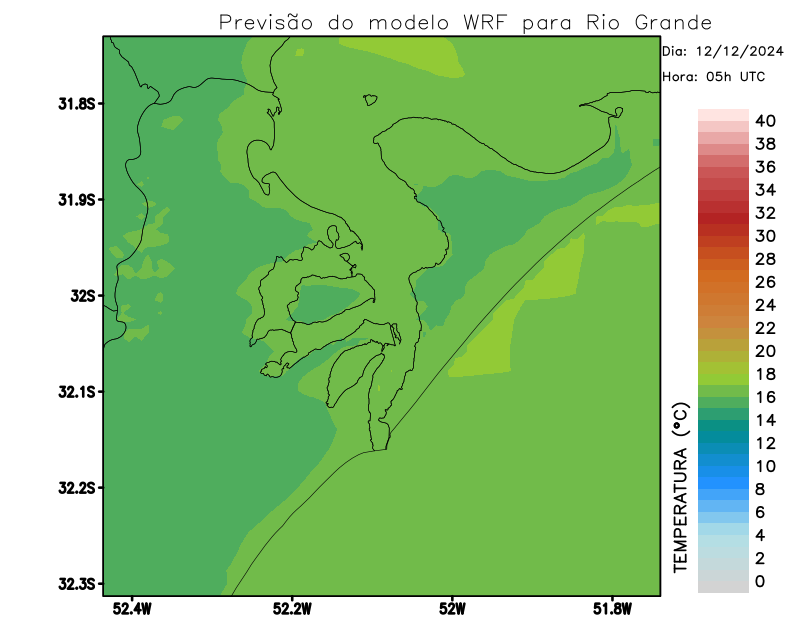 Previsão do modelo WRF para Rio Grande
Dia: 12/12/2024
Hora: 05h UTC
31.8S
31.9S
32S
32.1S
32.2S
32.3S
52.4W
52.2W
52W
51.8W
TEMPERATURA (°C)
40
38
36
34
32
30
28
26
24
22
20
18
16
14
12
10
8
6
4
2
0